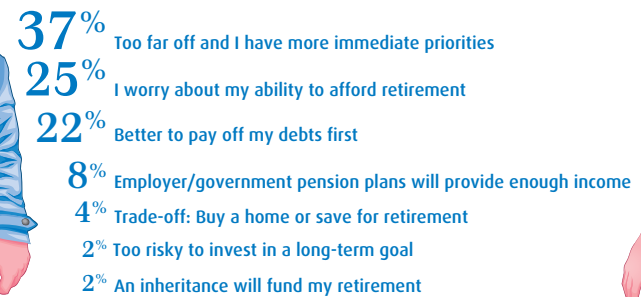 37% Too far off and I have more immediate priorities
25% I worry about my ability to afford retirement
22% Better to pay off my debts first
8% Employer/government pension plans will provide enough income
4% Trade-off: Buy a home or save for retirement
2% Too risky to invest in a long-term goal
2% An inheritance will fund my retirement